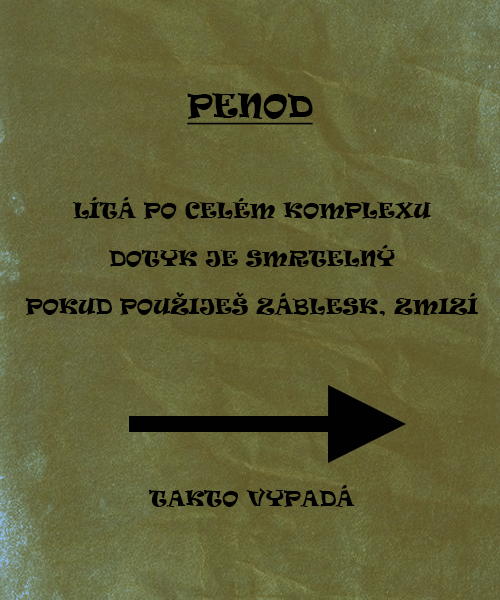 PENOD
LÍTÁ PO CELÉM KOMPLEXU
DOTYK JE SMRTELNÝ
POKUD POUŽIJEŠ ZÁBLESK, ZMIZÍ
TAKTO VYPADÁ